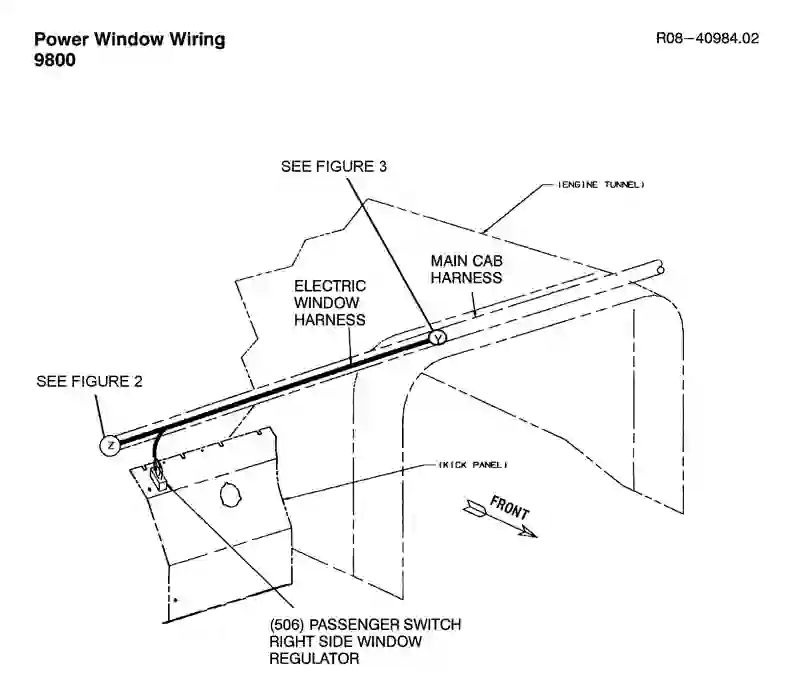 Power Window Wiring
9800
R08-40984.02
SEE FIGURE 3
(ENGINE TUNNEL)
MAIN CAB
HARNESS
ELECTRIC
WINDOW
HARNESS
Y
SEE FIGURE 2
Z
(KICK PANEL)
FRONT
(506) PASSENGER SWITCH
RIGHT SIDE WINDOW
REGULATOR